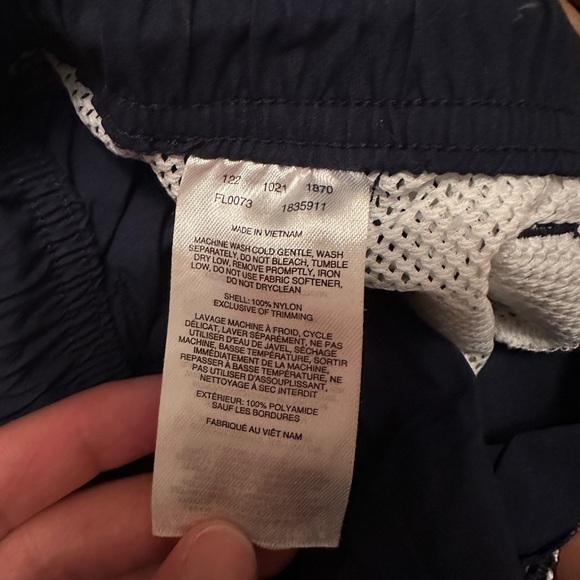 122 1021 1870
FL0073 1835911
MADE IN VIETNAM
MACHINE WASH COLD GENTLE, WASH
SEPARATELY, DO NOT BLEACH, TUMBLE
DRY LOW, REMOVE PROMPTLY, IRON
LOW, DO NOT USE FABRIC SOFTENER,
DO NOT DRYCLEAN
SHELL: 100% NYLON
EXCLUSIVE OF TRIMMING
LAVAGE MACHINE À FROID, CYCLE
DÉLICAT, LAVER SÉPARÉMENT, NE PAS
UTILISER D'EAU DE JAVEL, SÉCHAGE
MACHINE, BASSE TEMPÉRATURE, SORTIR
IMMÉDIATEMENT DE LA MACHINE,
REPASSER À BASSE TEMPÉRATURE, NE
PAS UTILISER D'ASSOUPLISSANT,
NETTOYAGE À SEC INTERDIT
EXTÉRIEUR: 100% POLYAMIDE
SAUF LES BORDURES
FABRIQUÉ AU VIÊT NAM